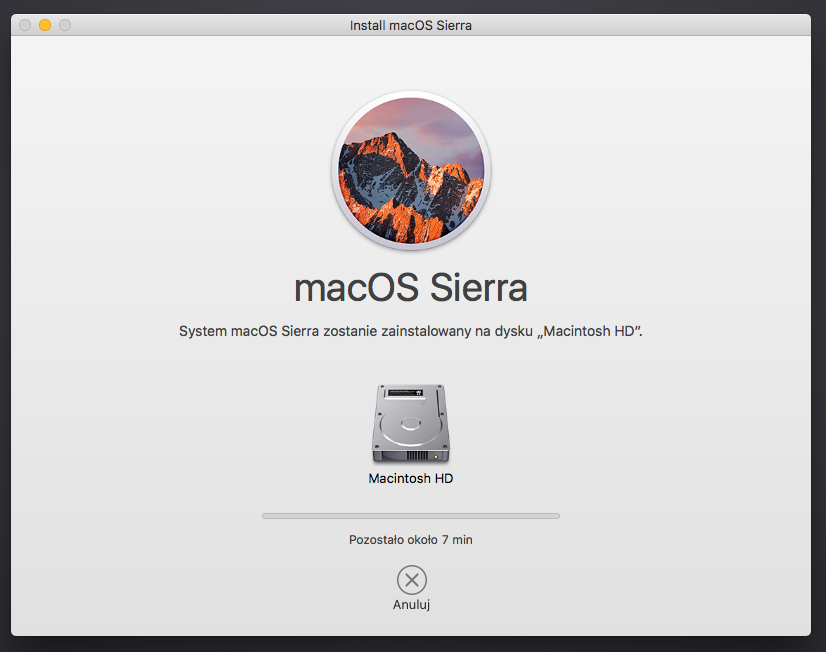 Install macOS Sierra
macOS Sierra
System macOS Sierra zostanie zainstalowany na dysku „Macintosh HD”.
Macintosh HD
Pozostało około 7 min
Anuluj